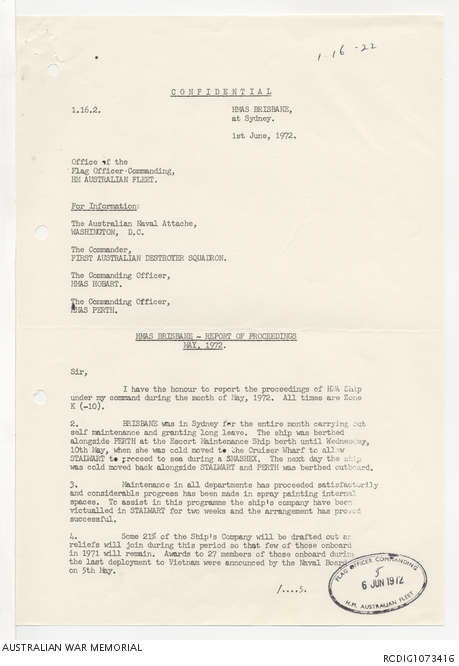 1-16-22
CONFIDENTIAL
1.16.2.
HMAS BRISBANE,
at Sydney.
1st June, 1972.
Office of the
Flag Officer Commanding,
HM AUSTRALIAN FLEET.
For Information:
The Australian Naval Attache,
WASHINGTON, D.C.
The Commander,
FIRST AUSTRALIAN DESTROYER SQUADRON.
The Commanding Officer,
HMAS HOBART.
The Commanding Officer,
HMAS PERTH.
HMAS BRISBANE - REPORT OF PROCEEDINGS
MAY, 1972.
Sir,
I have the honour to report the proceedings of HMA Ship
under my command during the month of May, 1972. All times are Zone
K (-10).
2. BRISBANE was in Sydney for the entire month carrying out
self maintenance and granting long leave. The ship was berthed
alongside PERTH at the Escort Maintenance Ship berth until Wednesday,
10th May, when she was cold moved to the Cruiser Wharf to allow
STALWART to proceed to sea during a SMASHEX. The next day the ship
was cold moved back alongside STALWART and PERTH was berthed outboard.
3. Maintenance in all departments has proceeded satisfactorily
and considerable progress has been made in spray painting internal
spaces. To assist in this programme the ship's company have been
victualled in STALWART for two weeks and the arrangement has proved
successful.
4. Some 21% of the Ship's Company will be drafted out and
reliefs will join during this period so that few of those onboard
in 1971 will remain. Awards to 27 members of those onboard during
the last deployment to Vietnam were announced by the Naval Board
on 5th May.
/....5.
FLAG OFFICER COMMANDING
5
6 JUN 1972
H.M. AUSTRALIAN FLEET
AUSTRALIAN WAR MEMORIAL
RCDIG1073416